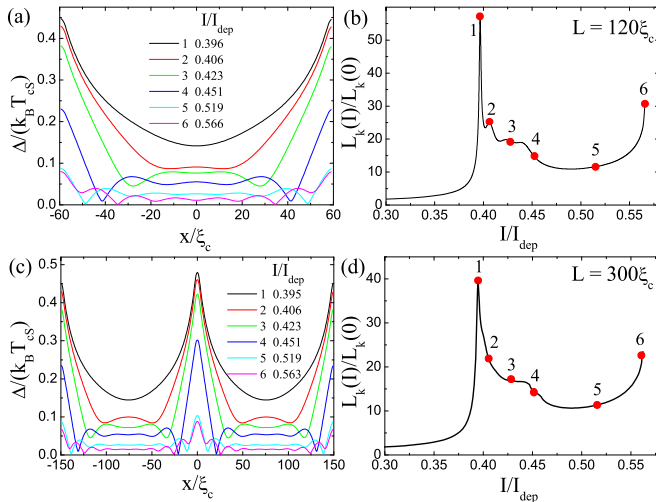 (a)
I/I_dep
1 0.396
2 0.406
3 0.423
4 0.451
5 0.519
6 0.566
Δ/(k_B T_cS)
0.4
0.3
0.2
0.1
0.0
-60 -40 -20 0 20 40 60
x/ξ_c
(b)
L = 120ξ_c
1
2
3
4
5
6
L_k(I)/L_k(0)
50
40
30
20
10
0
0.30 0.35 0.40 0.45 0.50 0.55
I/I_dep
(c)
I/I_dep
1 0.395
2 0.406
3 0.423
4 0.451
5 0.519
6 0.563
Δ/(k_B T_cS)
0.5
0.4
0.3
0.2
0.1
0.0
-150 -100 -50 0 50 100 150
x/ξ_c
(d)
L = 300ξ_c
1
2
3
4
5
6
L_k(I)/L_k(0)
40
30
20
10
0
0.30 0.35 0.40 0.45 0.50 0.55
I/I_dep